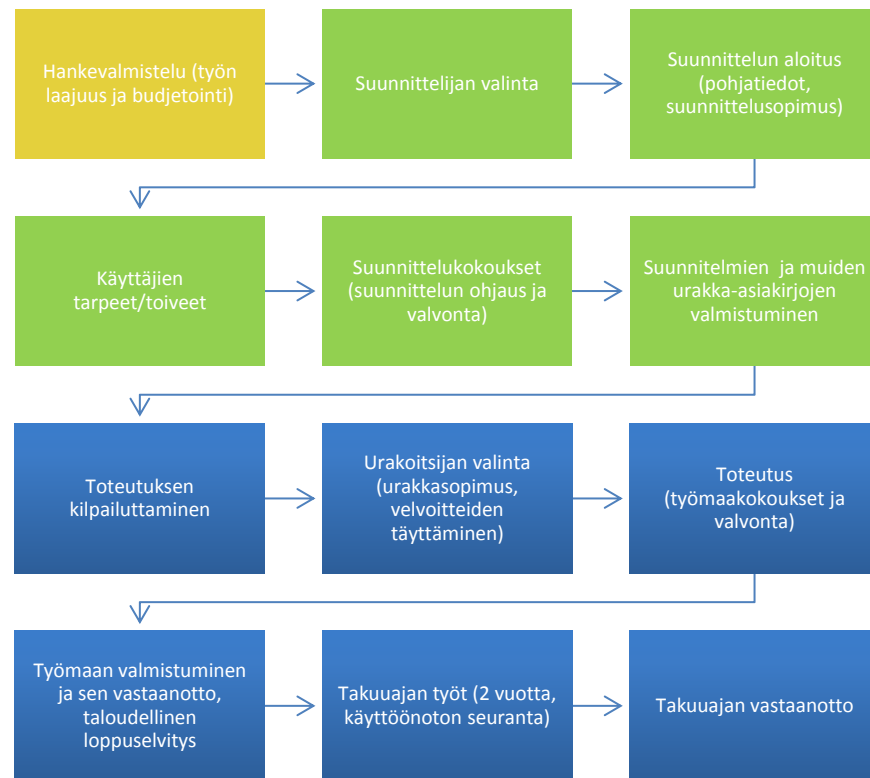 Hankevalmistelu (työn
laajuus ja budjetointi)
Suunnittelijan valinta
Suunnittelun aloitus
(pohjatiedot,
suunnittelusopimus)
Käyttäjien
tarpeet/toiveet
Suunnittelukokoukset
(suunnittelun ohjaus ja
valvonta)
Suunnitelmien ja muiden
urakka-asiakirjojen
valmistuminen
Toteutuksen
kilpailuttaminen
Urakoitsijan valinta
(urakkasopimus,
velvoitteiden
täyttäminen)
Toteutus
(työmaakokoukset ja
valvonta)
Työmaan valmistuminen
ja sen vastaanotto,
taloudellinen
loppuselvitys
Takuuajan työt (2 vuotta,
käyttöönoton seuranta)
Takuuajan vastaanotto